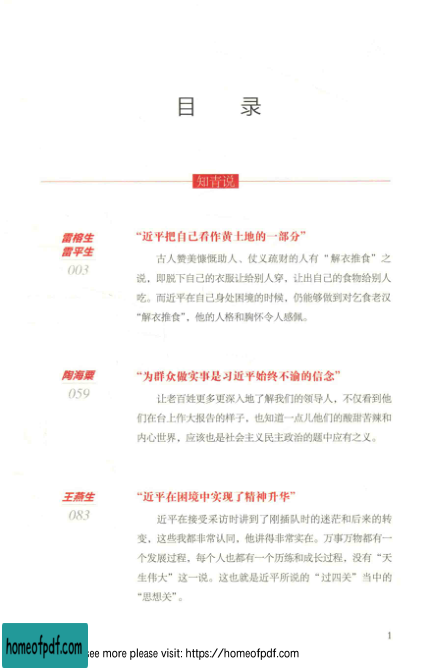 目 录
知青说
雷榕生
雷平生
003
“近平把自己看作黄土地的一部分”
古人赞美慷慨助人、仗义疏财的人有“解衣推食”之
说，即脱下自己的衣服让给别人穿，让出自己的食物给别人
吃。而近平在自己身处困境的时候，仍能够做到对乞食老汉
“解衣推食”，他的人格和胸怀令人感佩。
陶海粟
059
“为群众做实事是习近平始终不渝的信念”
让老百姓更多更深入地了解我们的领导人，不仅看到他
们在台上作大报告的样子，也知道一点儿他们的酸甜苦辣和
内心世界，应该也是社会主义民主政治的题中应有之义。
王燕生
083
“近平在困境中实现了精神升华”
近平在接受采访时讲到了刚插队时的迷茫和后来的转
变，这些我都非常认同，他讲得非常实在。万事万物都有一
个发展过程，每个人也都有一个历练和成长过程，没有“天
生伟大”这一说。这也就是近平所说的“过四关”当中的
“思想关”。
1
homeofpdf.com
see more please visit: https://homeofpdf.com